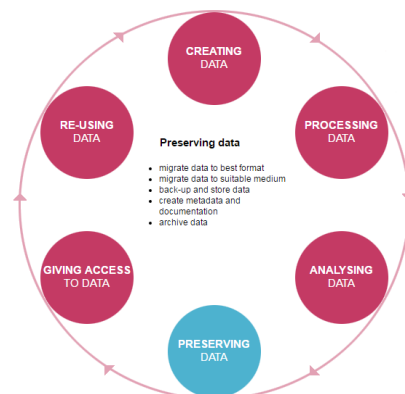 CREATING
DATA
PROCESSING
DATA
ANALYSING
DATA
PRESERVING
DATA
GIVING ACCESS
TO DATA
RE-USING
DATA
Preserving data
• migrate data to best format
• migrate data to suitable medium
• back-up and store data
• create metadata and
documentation
• archive data